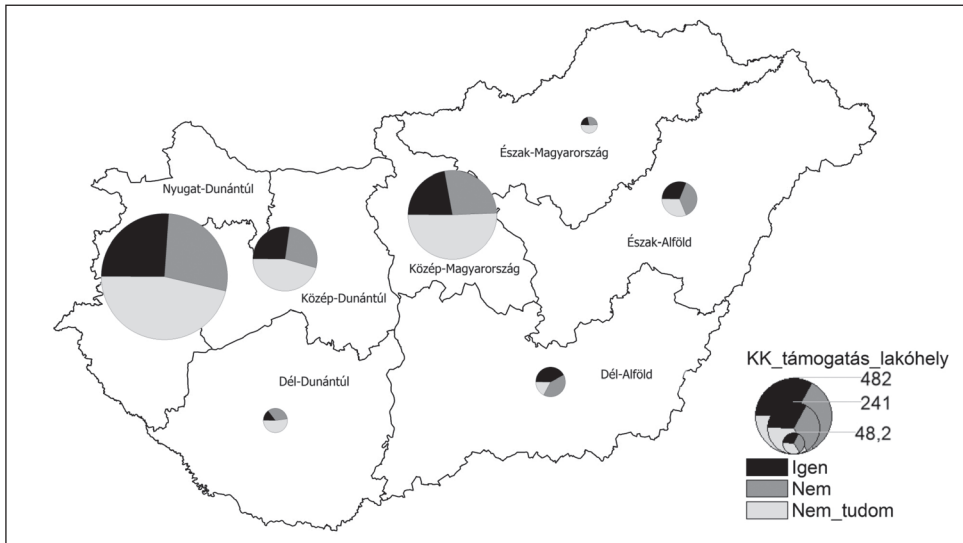 Észak-Magyarország
Nyugat-Dunántúl
Észak-Alföld
Közép-Magyarország
Közép-Dunántúl
Dél-Dunántúl
Dél-Alföld
KK_támogatás_lakóhely
482
241
48,2
Igen
Nem
Nem_tudom